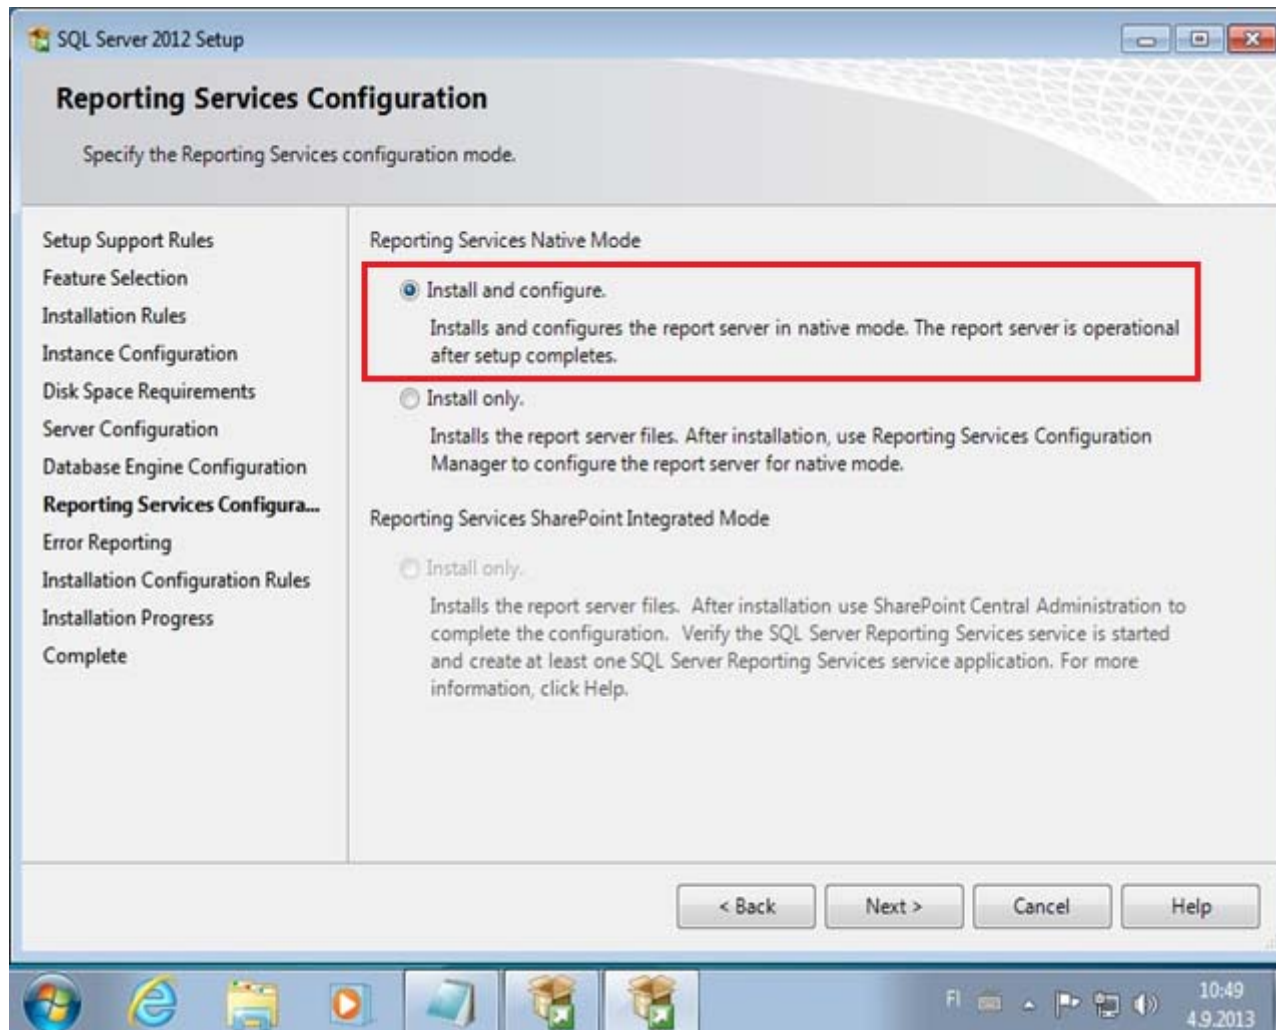 SQL Server 2012 Setup
Reporting Services Configuration
Specify the Reporting Services configuration mode.
Setup Support Rules
Feature Selection
Installation Rules
Instance Configuration
Disk Space Requirements
Server Configuration
Database Engine Configuration
Reporting Services Configura...
Error Reporting
Installation Configuration Rules
Installation Progress
Complete
Reporting Services Native Mode
Install and configure.
Installs and configures the report server in native mode. The report server is operational
after setup completes.
Install only.
Installs the report server files. After installation, use Reporting Services Configuration
Manager to configure the report server for native mode.
Reporting Services SharePoint Integrated Mode
Install only.
Installs the report server files. After installation use SharePoint Central Administration to
complete the configuration. Verify the SQL Server Reporting Services service is started
and create at least one SQL Server Reporting Services service application. For more
information, click Help.
< Back
Next >
Cancel
Help
FI
10:49
4.9.2013